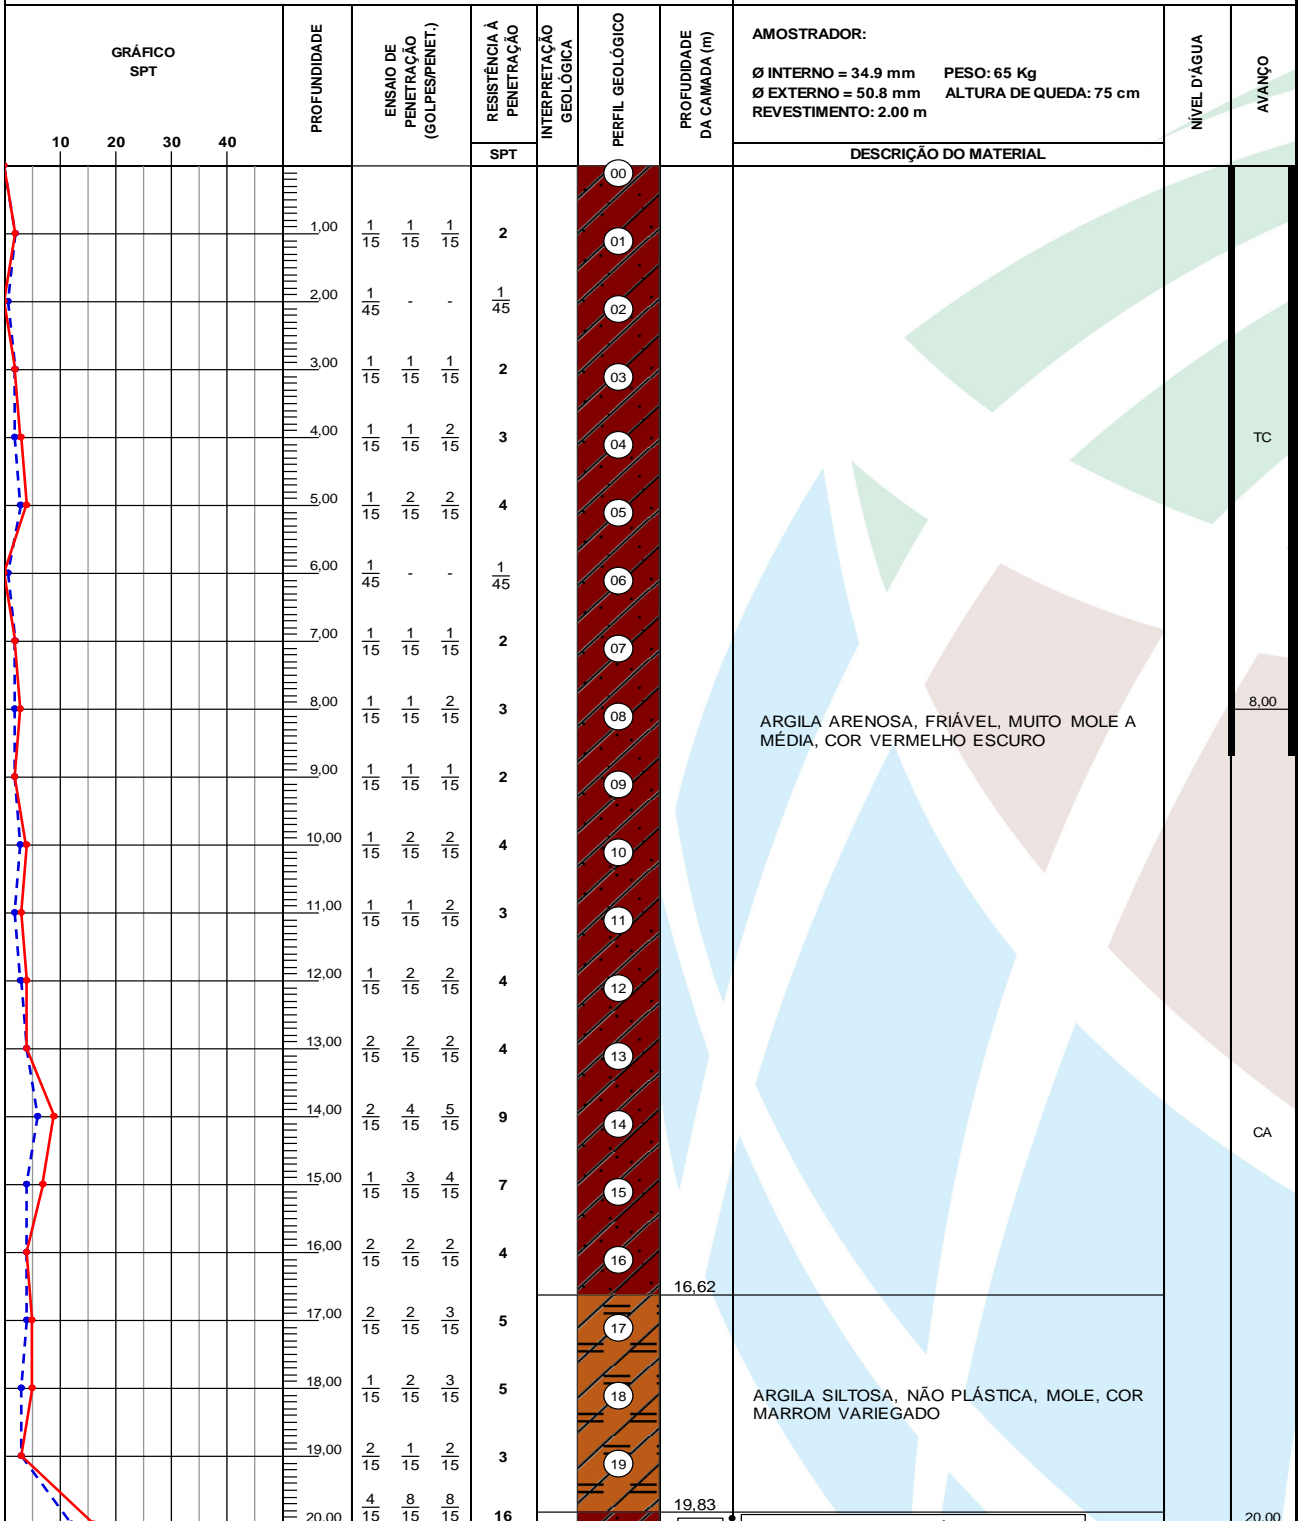 GRÁFICO
SPT
10 20 30 40
PROFUNDIDADE
ENSAIO DE
PENETRAÇÃO
(GOLPES/PENET.)
RESISTÊNCIA À
PENETRAÇÃO
SPT
INTERPRETAÇÃO
GEOLÓGICA
PERFIL GEOLÓGICO
PROFUDIDADE
DA CAMADA (m)
AMOSTRADOR:
Ø INTERNO = 34.9 mm PESO: 65 Kg
Ø EXTERNO = 50.8 mm ALTURA DE QUEDA: 75 cm
REVESTIMENTO: 2.00 m
DESCRIÇÃO DO MATERIAL
NÍVEL D'ÁGUA
AVANÇO
00
1,00 1/15 1/15 1/15 2 01
2,00 1/45 - - 1/45 02
3,00 1/15 1/15 1/15 2 03
4,00 1/15 1/15 2/15 3 04 TC
5,00 1/15 2/15 2/15 4 05
6,00 1/45 - - 1/45 06
7,00 1/15 1/15 1/15 2 07
8,00 1/15 1/15 2/15 3 08 8,00
ARGILA ARENOSA, FRIÁVEL, MUITO MOLE A
MÉDIA, COR VERMELHO ESCURO
9,00 1/15 1/15 1/15 2 09
10,00 1/15 2/15 2/15 4 10
11,00 1/15 1/15 2/15 3 11
12,00 1/15 2/15 2/15 4 12
13,00 2/15 2/15 2/15 4 13
14,00 2/15 4/15 5/15 9 14 CA
15,00 1/15 3/15 4/15 7 15
16,00 2/15 2/15 2/15 4 16
16,62
17,00 2/15 2/15 3/15 5 17
18,00 1/15 2/15 3/15 5 18
ARGILA SILTOSA, NÃO PLÁSTICA, MOLE, COR
MARROM VARIEGADO
19,00 2/15 1/15 2/15 3 19
19,83
20,00 4/15 8/15 8/15 16 20,00